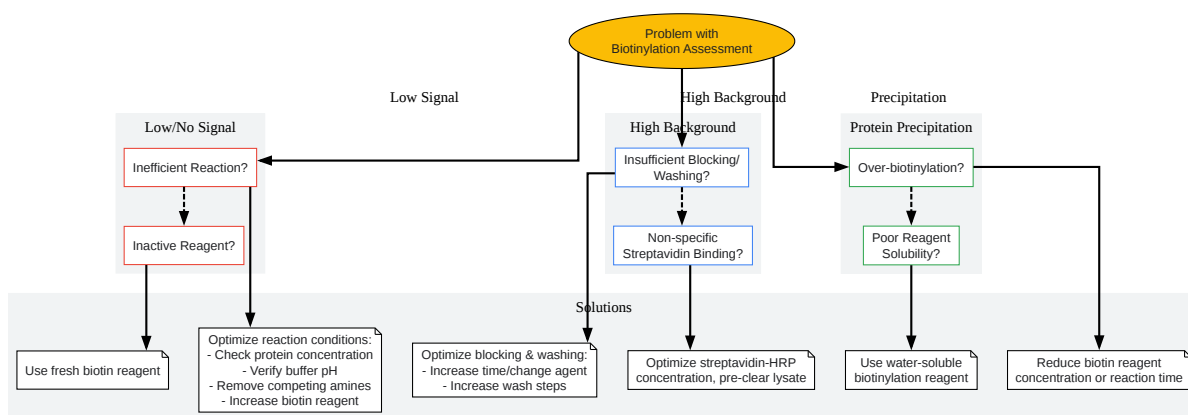 Problem with
Biotinylation Assessment
Low Signal
High Background
Precipitation
Low/No Signal
High Background
Protein Precipitation
Inefficient Reaction?
Insufficient Blocking/
Washing?
Over-biotinylation?
Inactive Reagent?
Non-specific
Streptavidin Binding?
Poor Reagent
Solubility?
Solutions
Use fresh biotin reagent
Optimize reaction conditions:
- Check protein concentration
- Verify buffer pH
- Remove competing amines
- Increase biotin reagent
Optimize blocking & washing:
- Increase time/change agent
- Increase wash steps
Optimize streptavidin-HRP
concentration, pre-clear lysate
Use water-soluble
biotinylation reagent
Reduce biotin reagent
concentration or reaction time